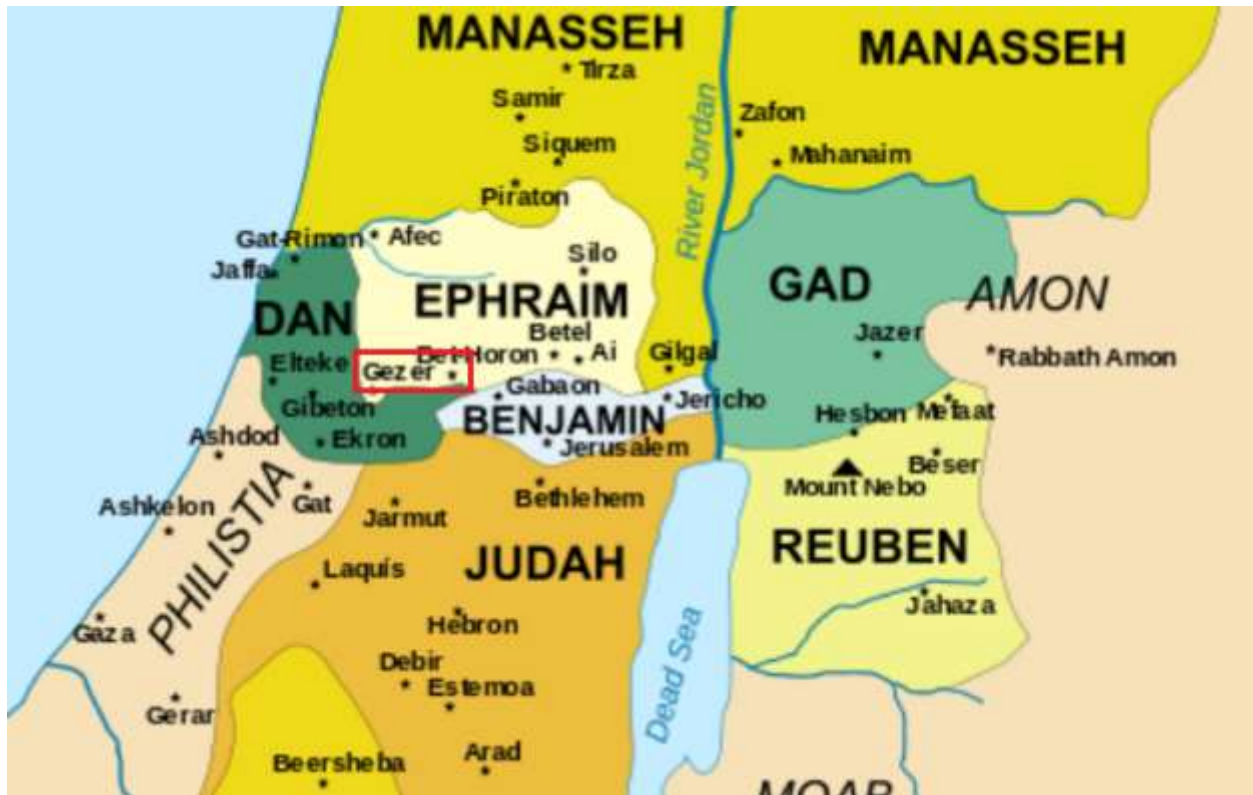 MANASSEH
MANASSEH
Tirza
Samir
Zafon
Siquem
Mahanaim
Piraton
River Jordan
Gat-Rimon
Afec
Jaffa
Silo
DAN
EPHRAIM
GAD
AMON
Betel
Jazer
Elteke
Bet-Horon
Ai
Gilgal
Rabbath Amon
Gezer
Gabaon
Gibeton
BENJAMIN
Jericho
Hesbon
Mefaat
Ashdod
Ekron
Jerusalem
Beser
Mount Nebo
Ashkelon
Gat
Jarmut
Bethlehem
PHILISTIA
Laquis
JUDAH
REUBEN
Jahaza
Gaza
Hebron
Dead Sea
Debir
Estemoa
Gerar
Beersheba
Arad
MOAB